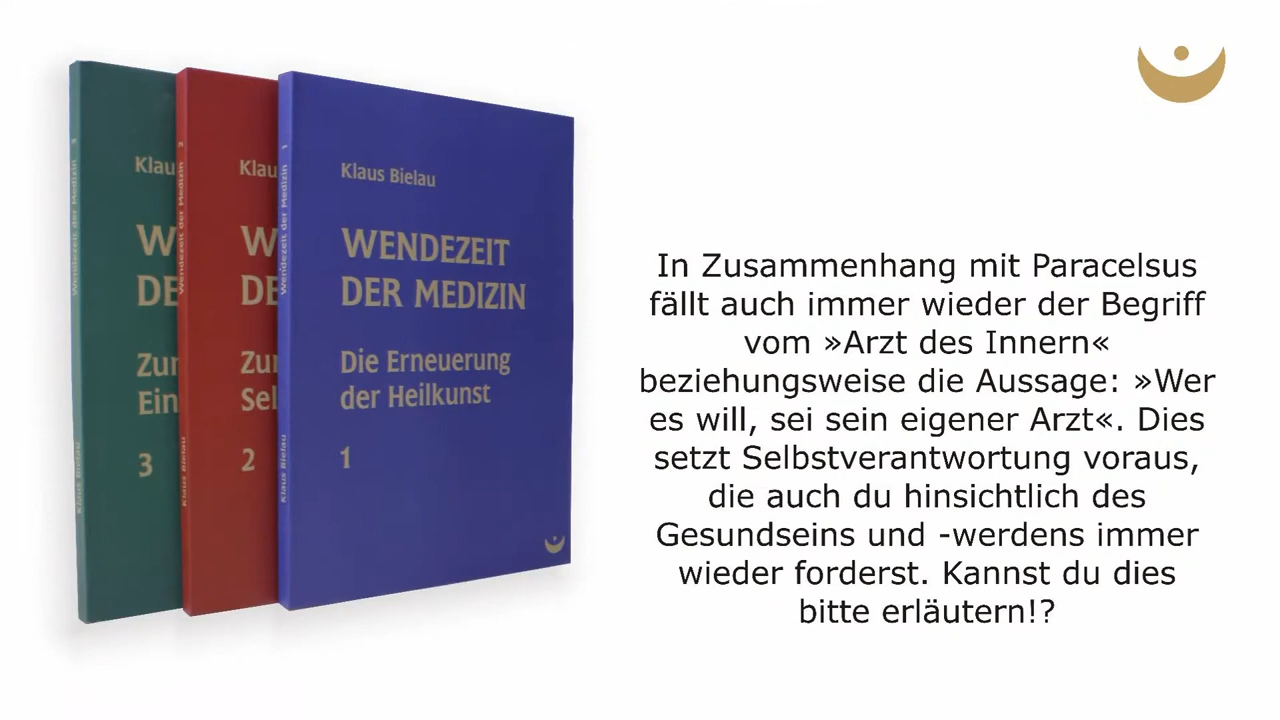 Klaus Bielau
WENDEZEIT
DER MEDIZIN
Die Erneuerung
der Heilkunst
1
Klaus Bielau
Wendezeit der Medizin 1
Klau
W
DE
Zur
Sel
2
Klaus Bielau
Wendezeit der Medizin 2
Klau
W
DE
Zur
Ein
3
Klaus Bielau
Wendezeit der Medizin 3
In Zusammenhang mit Paracelsus
fällt auch immer wieder der Begriff
vom »Arzt des Innern«
beziehungsweise die Aussage: »Wer
es will, sei sein eigener Arzt«. Dies
setzt Selbstverantwortung voraus,
die auch du hinsichtlich des
Gesundseins und -werdens immer
wieder forderst. Kannst du dies
bitte erläutern!?